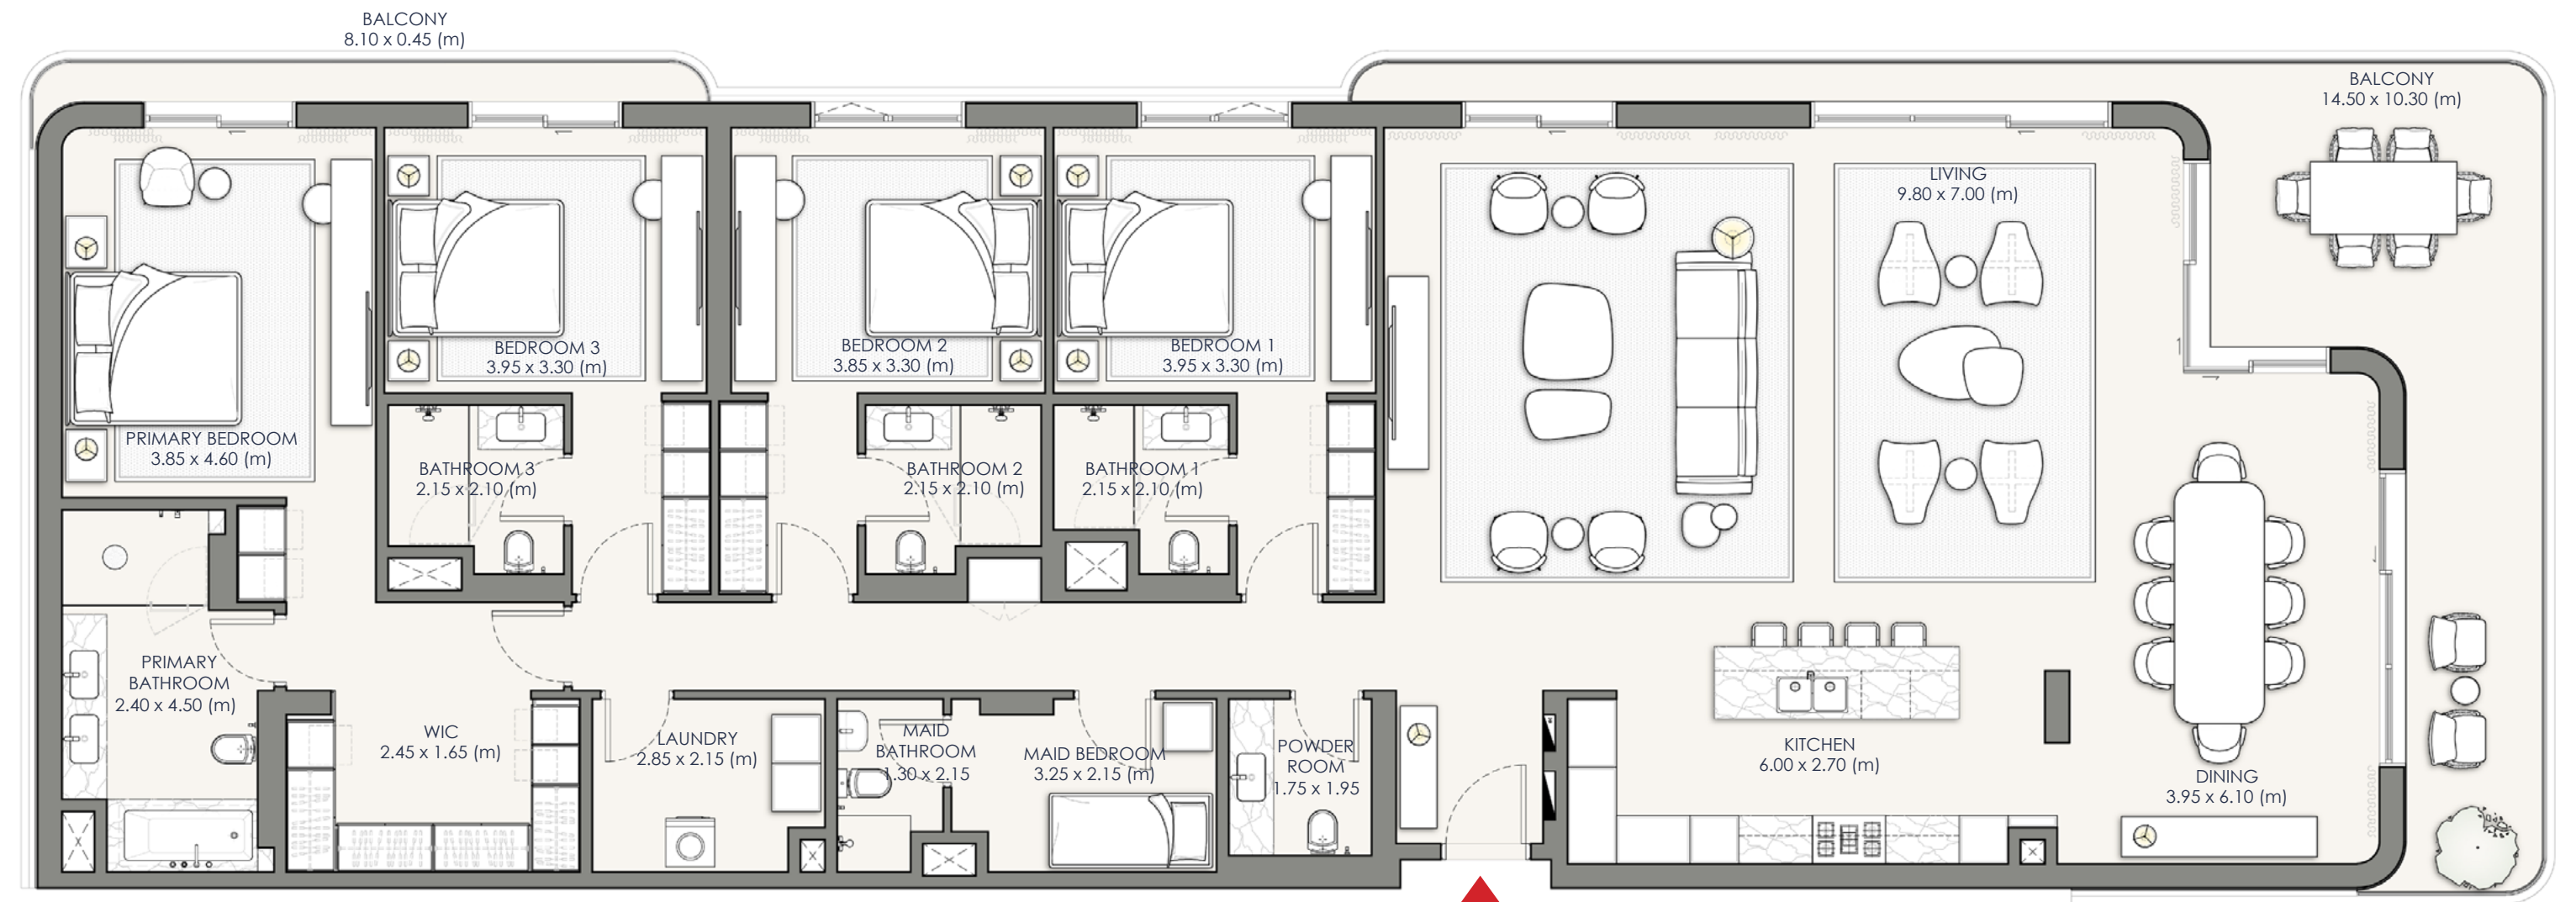 BALCONY
8.10 x 0.45 (m)
BALCONY
14.50 x 10.30 (m)
LIVING
9.80 x 7.00 (m)
BEDROOM 3
3.95 x 3.30 (m)
BEDROOM 2
3.85 x 3.30 (m)
BEDROOM 1
3.95 x 3.30 (m)
PRIMARY BEDROOM
3.85 x 4.60 (m)
BATHROOM 3
2.15 x 2.10 (m)
BATHROOM 2
2.15 x 2.10 (m)
BATHROOM 1
2.15 x 2.10 (m)
PRIMARY
BATHROOM
2.40 x 4.50 (m)
WIC
2.45 x 1.65 (m)
LAUNDRY
2.85 x 2.15 (m)
MAID
BATHROOM
1.30 x 2.15
MAID BEDROOM
3.25 x 2.15 (m)
POWDER
ROOM
1.75 x 1.95
KITCHEN
6.00 x 2.70 (m)
DINING
3.95 x 6.10 (m)